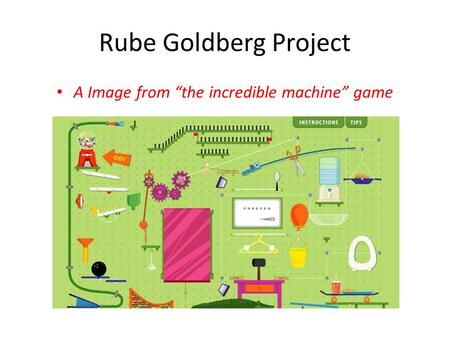 Rube Goldberg Project
• A Image from “the incredible machine” game
INSTRUCTIONS TIPS
GO!